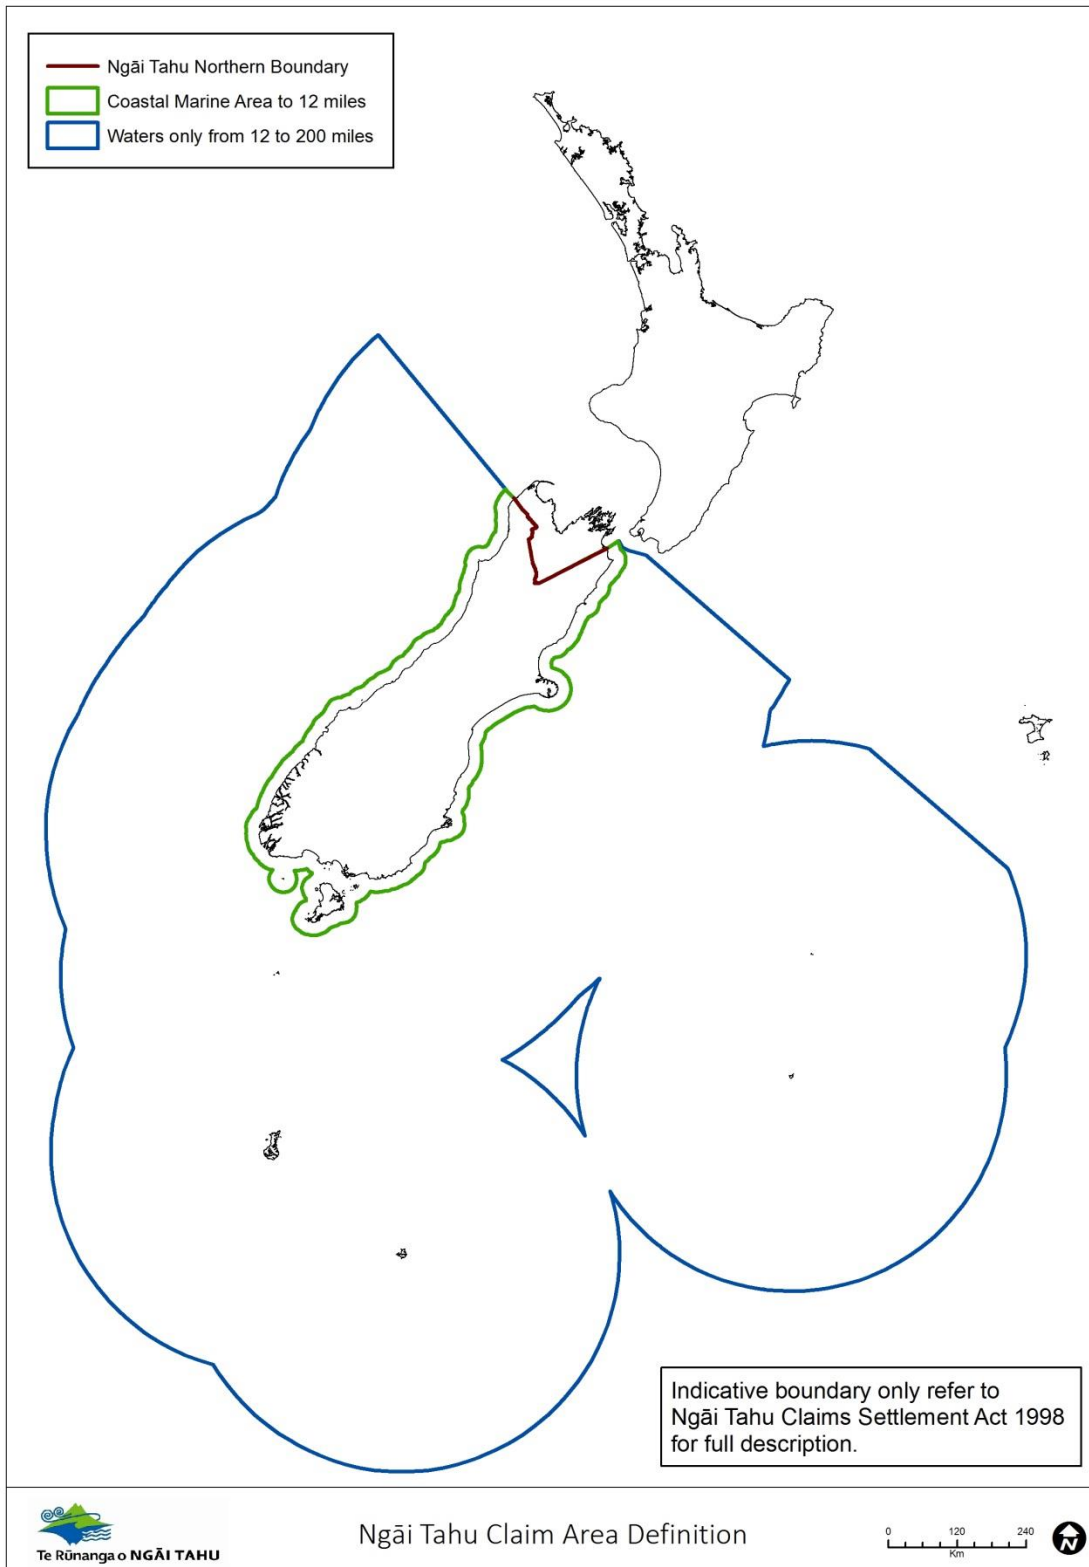 Ngāi Tahu Northern Boundary
Coastal Marine Area to 12 miles
Waters only from 12 to 200 miles
Indicative boundary only refer to
Ngāi Tahu Claims Settlement Act 1998
for full description.
Te Rūnanga o NGĀI TAHU
Ngāi Tahu Claim Area Definition
0 120 240
Km
N